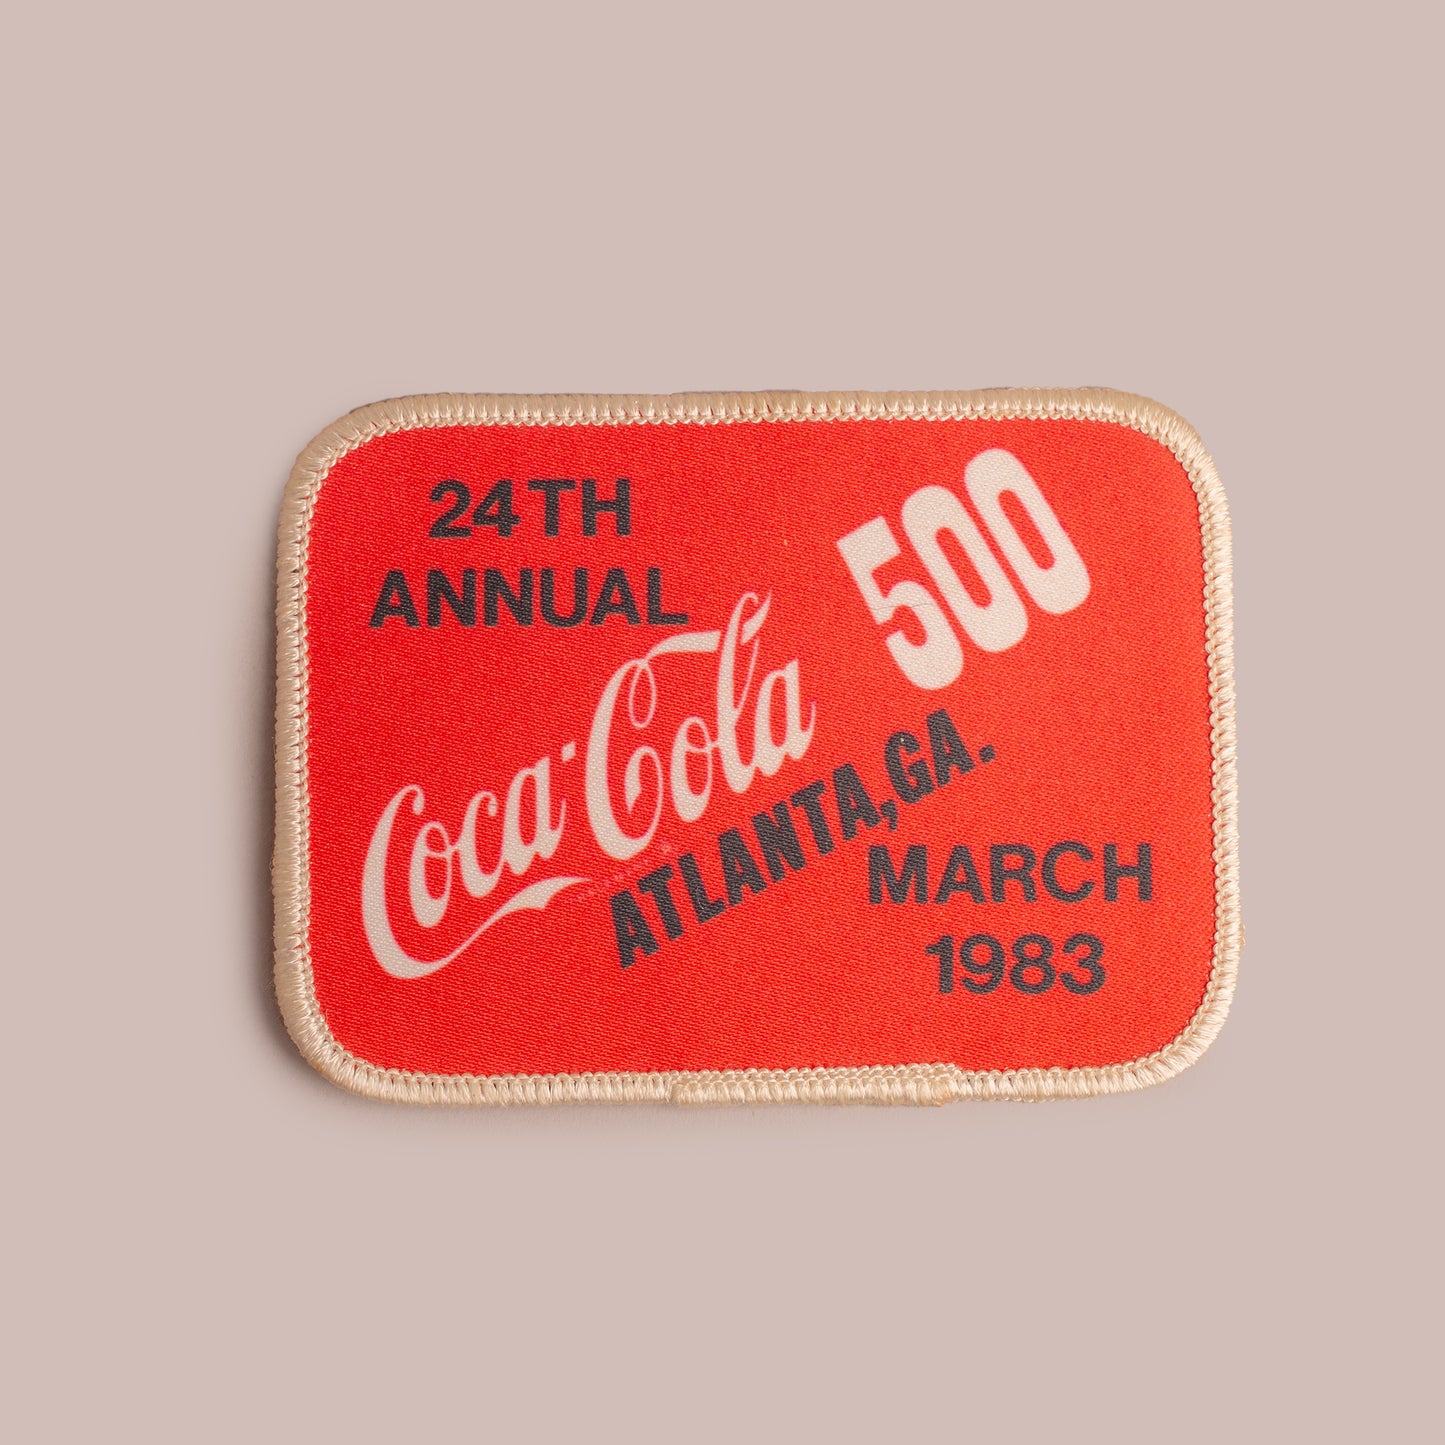 24TH
ANNUAL
Coca-Cola
500
ATLANTA, GA.
MARCH
1983